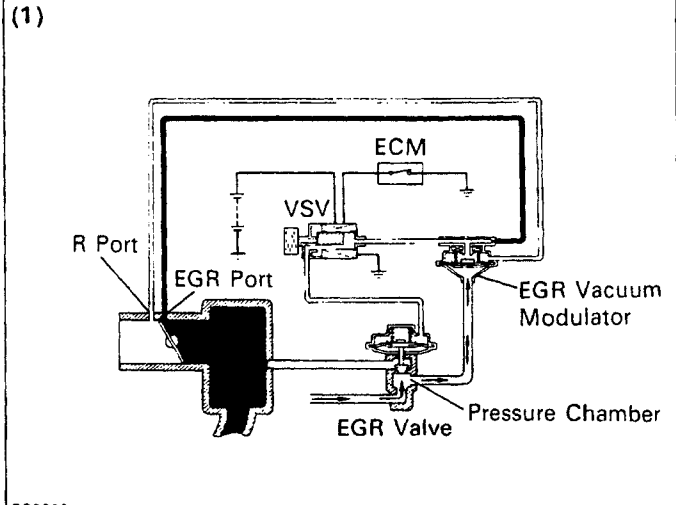 (1)
ECM
VSV
R Port
EGR Port
EGR Vacuum
Modulator
Pressure Chamber
EGR Valve